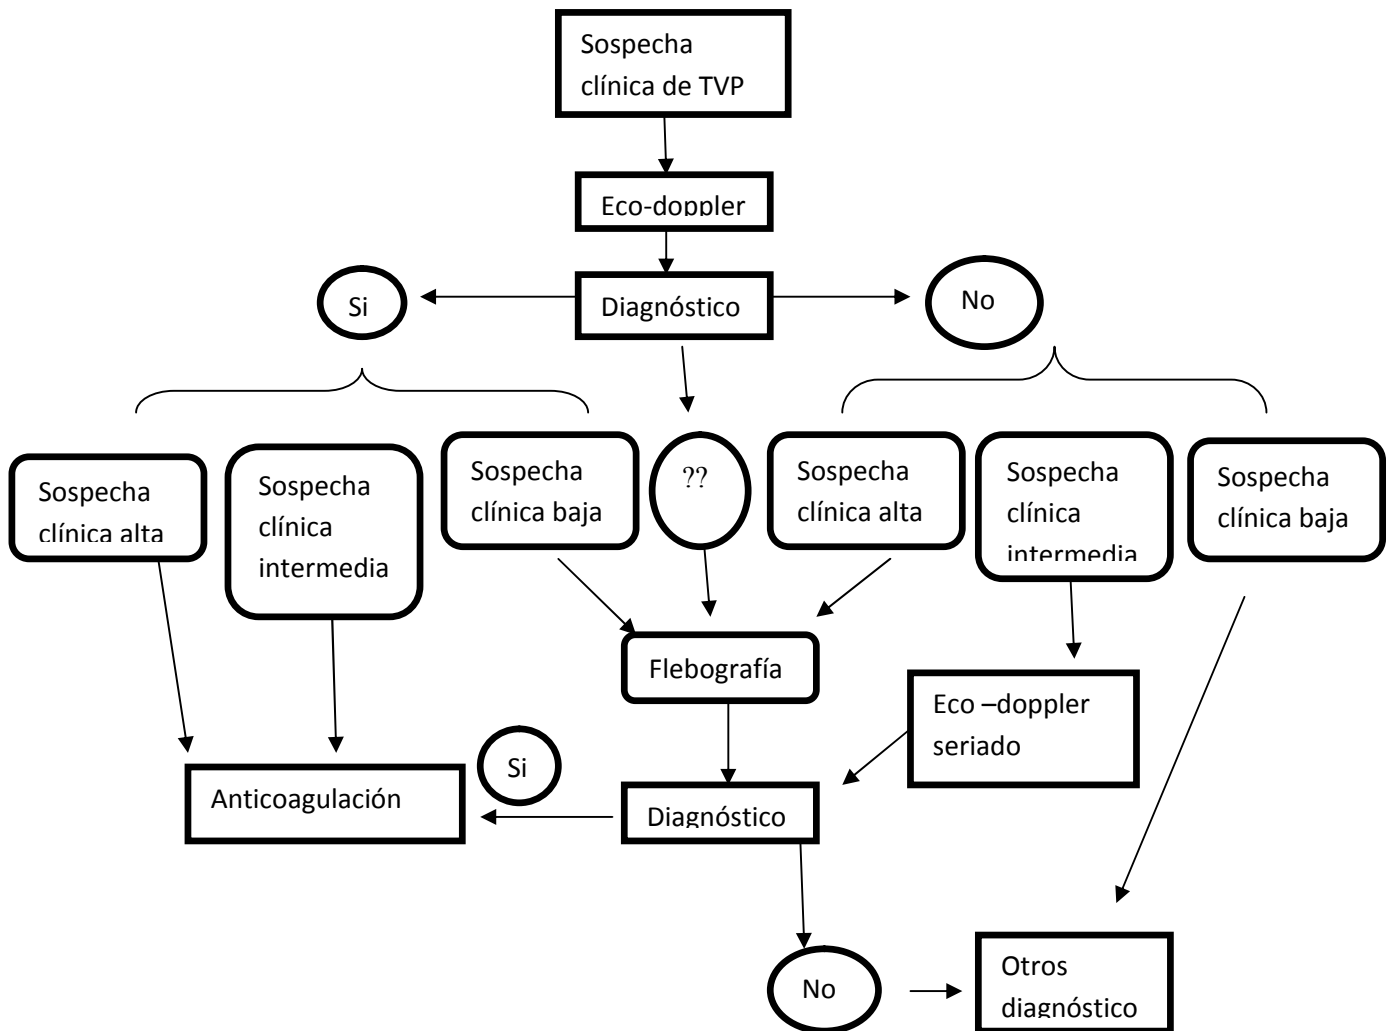 Sospecha
clínica de TVP
Eco-doppler
Si
Diagnóstico
No
Sospecha
clínica alta
Sospecha
clínica
intermedia
Sospecha
clínica baja
??
Sospecha
clínica alta
Sospecha
clínica
intermedia
Sospecha
clínica baja
Flebografía
Eco –doppler
seriado
Si
Anticoagulación
Diagnóstico
No
Otros
diagnóstico